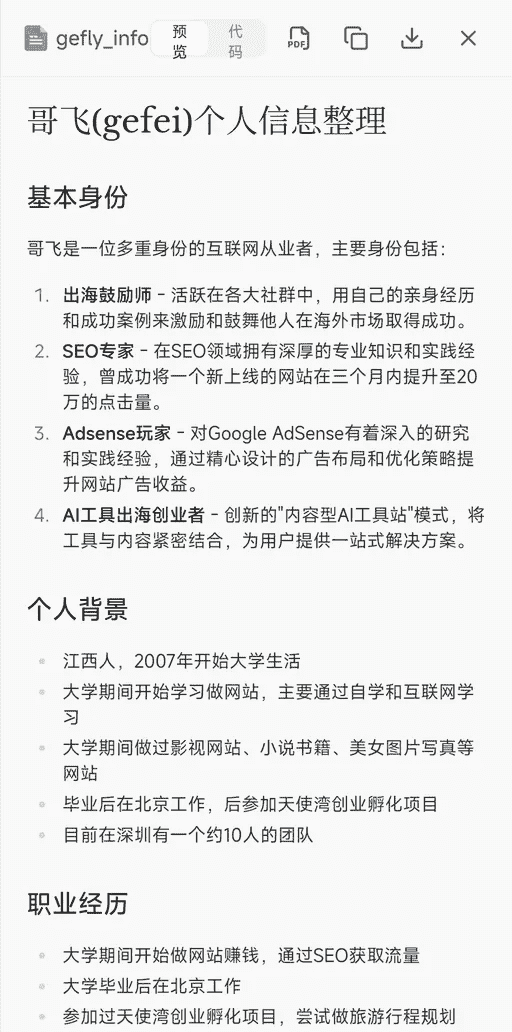 gefly_info
预览
代码
PDF
哥飞(gefei)个人信息整理
基本身份
哥飞是一位多重身份的互联网从业者，主要身份包括：
1. 出海鼓励师 - 活跃在各大社群中，用自己的亲身经历
和成功案例来激励和鼓舞他人在海外市场取得成功。
2. SEO专家 - 在SEO领域拥有深厚的专业知识和实践经
验，曾成功将一个新上线的网站在三个月内提升至20
万的点击量。
3. Adsense玩家 - 对Google AdSense有着深入的研究
和实践经验，通过精心设计的广告布局和优化策略提
升网站广告收益。
4. AI工具出海创业者 - 创新的"内容型AI工具站"模式，将
工具与内容紧密结合，为用户提供一站式解决方案。
个人背景
江西人，2007年开始大学生活
大学期间开始学习做网站，主要通过自学和互联网学
习
大学期间做过影视网站、小说书籍、美女图片写真等
网站
毕业后在北京工作，后参加天使湾创业孵化项目
目前在深圳有一个约10人的团队
职业经历
大学期间开始做网站赚钱，通过SEO获取流量
大学毕业后在北京工作
参加过天使湾创业孵化项目，尝试做旅游行程规划